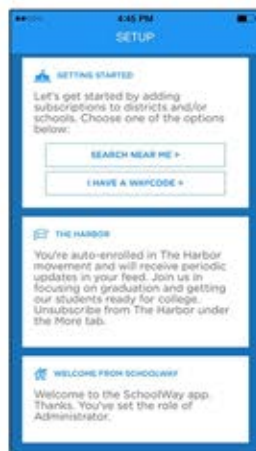 4:45 PM
SETUP
GETTING STARTED
Let's get started by adding
subscriptions to districts and/or
schools. Choose one of the options
below:
SEARCH NEAR ME >
I HAVE A WAYCODE >
THE HARBOR
You're auto-enrolled in The Harbor
movement and will receive periodic
updates in your feed. Join us in
focusing on graduation and getting
our students ready for college.
Unsubscribe from The Harbor under
the More tab.
WELCOME FROM SCHOOLWAY
Welcome to the SchoolWay app.
Thanks. You've set the role of
Administrator.